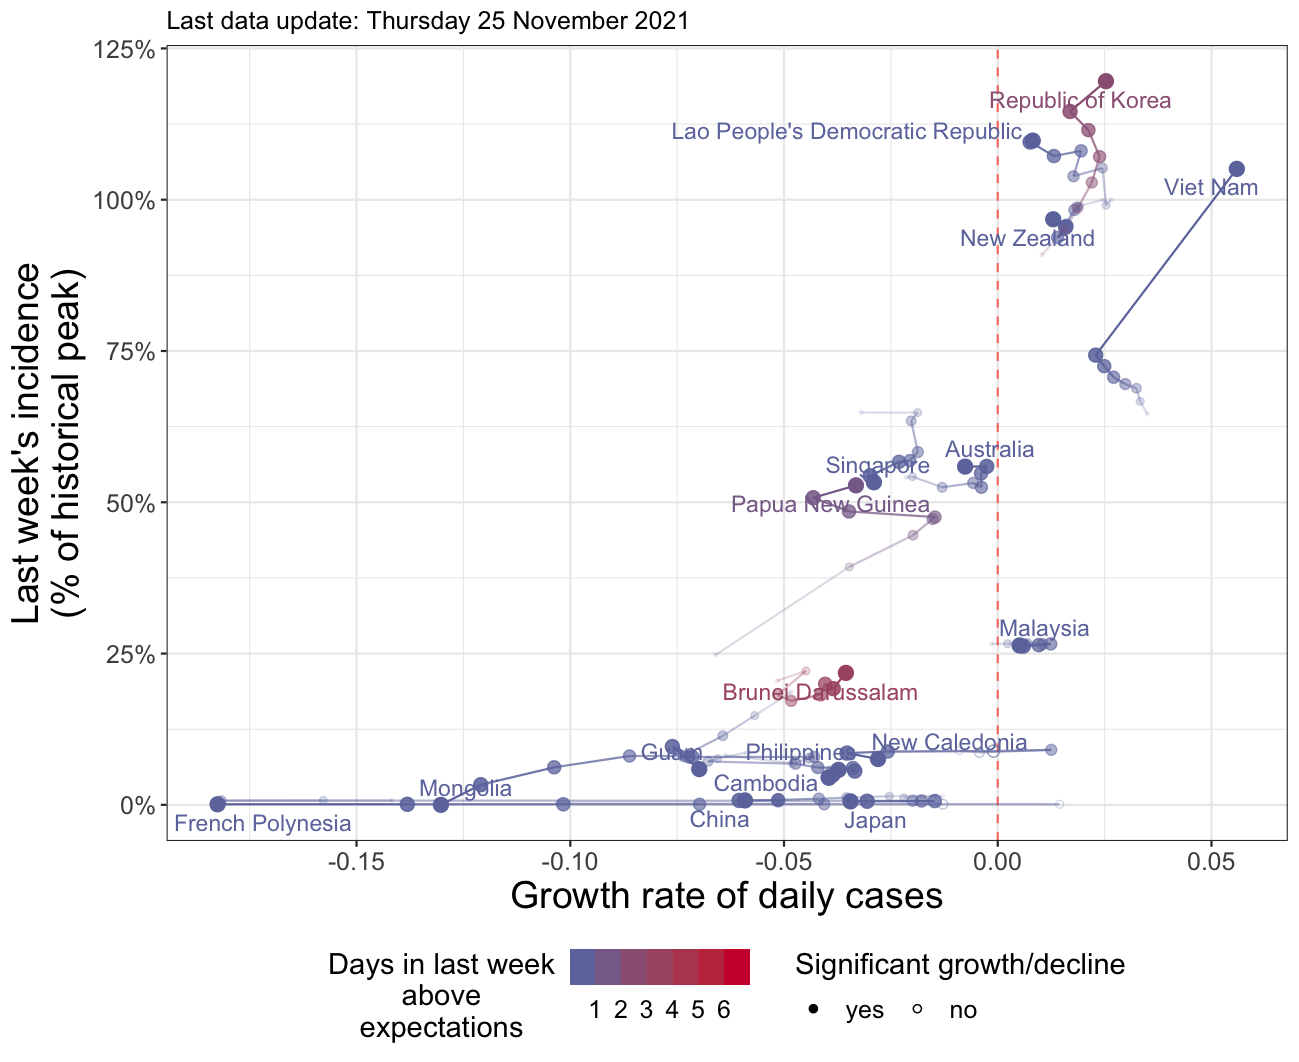 Last data update: Thursday 25 November 2021
125%
100%
75%
50%
25%
0%
Last week's incidence
(% of historical peak)
Republic of Korea
Lao People's Democratic Republic
Viet Nam
New Zealand
Australia
Singapore
Papua New Guinea
Malaysia
Brunei Darussalam
New Caledonia
Guam
Philippines
Mongolia
Cambodia
French Polynesia
China
Japan
-0.15
-0.10
-0.05
0.00
0.05
Growth rate of daily cases
Days in last week
above
expectations
1 2 3 4 5 6
Significant growth/decline
yes
no